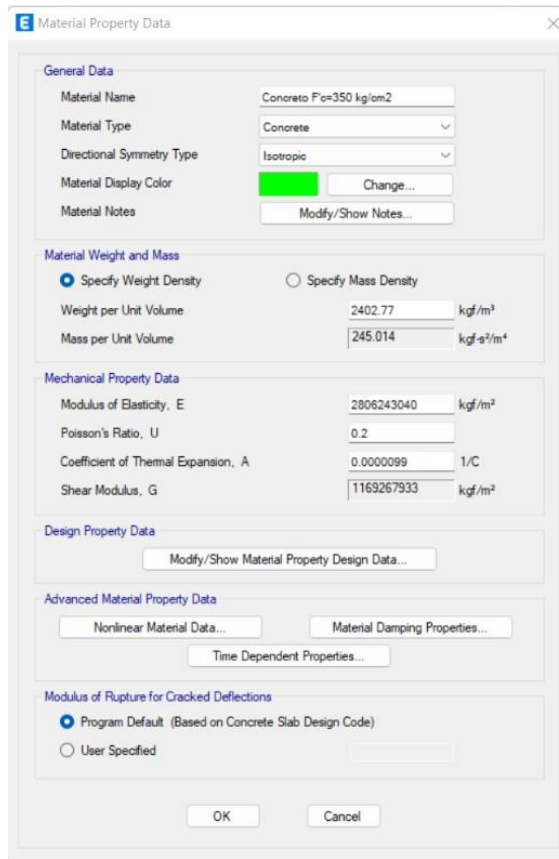 E Material Property Data
General Data
Material Name Concreto F'c=350 kg/cm2
Material Type Concrete
Directional Symmetry Type Isotropic
Material Display Color Change...
Material Notes Modify/Show Notes...
Material Weight and Mass
Specify Weight Density Specify Mass Density
Weight per Unit Volume 2402.77 kgf/m³
Mass per Unit Volume 245.014 kgf-s²/m⁴
Mechanical Property Data
Modulus of Elasticity, E 2806243040 kgf/m²
Poisson's Ratio, U 0.2
Coefficient of Thermal Expansion, A 0.0000099 1/C
Shear Modulus, G 1169267933 kgf/m²
Design Property Data
Modify/Show Material Property Design Data...
Advanced Material Property Data
Nonlinear Material Data... Material Damping Properties...
Time Dependent Properties...
Modulus of Rupture for Cracked Deflections
Program Default (Based on Concrete Slab Design Code)
User Specified
OK Cancel